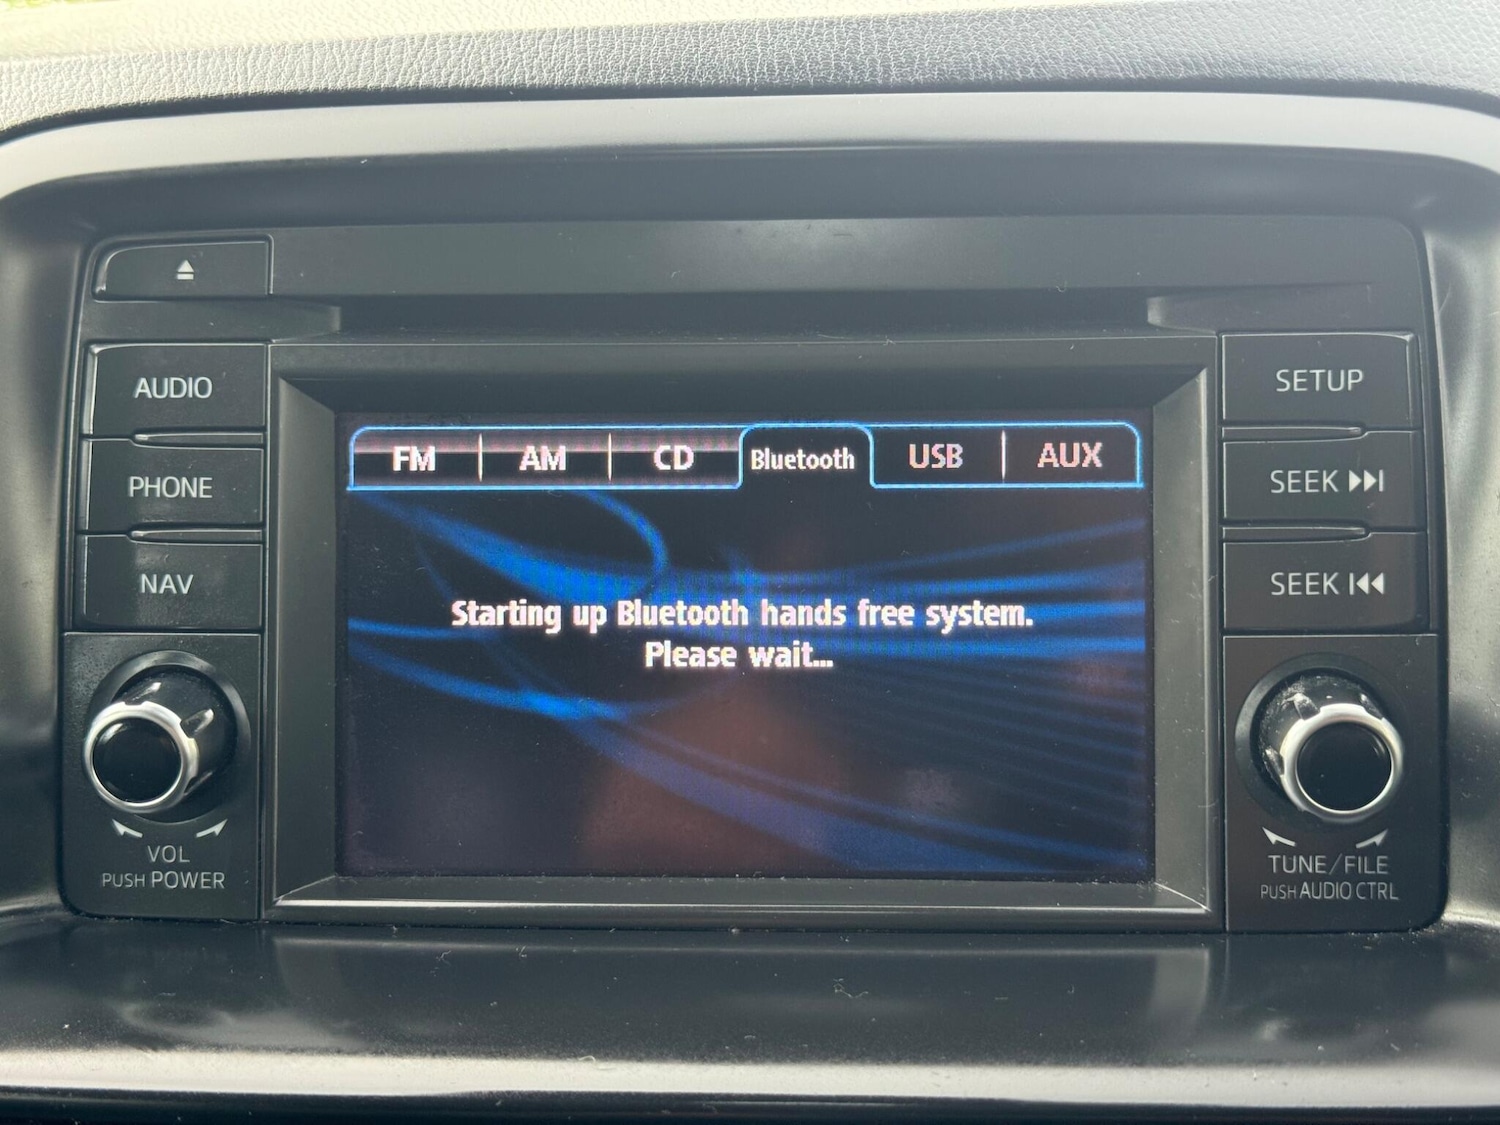 AUDIO
PHONE
NAV
VOL
PUSH POWER
FM AM CD Bluetooth USB AUX
Starting up Bluetooth hands free system.
Please wait...
SETUP
SEEK
SEEK
TUNE/FILE
PUSH AUDIO CTRL